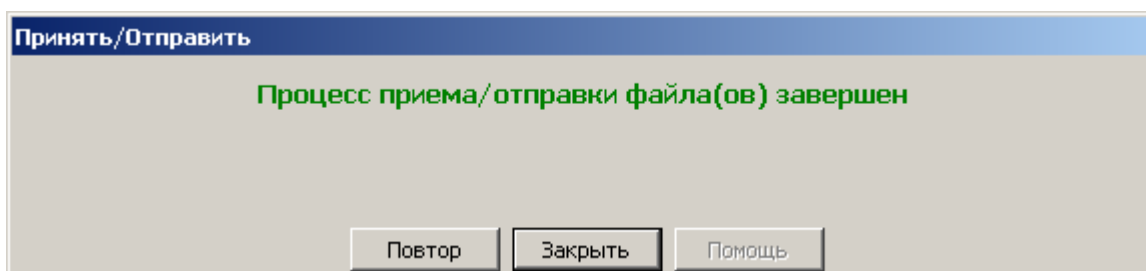 Принять/Отправить
Процесс приема/отправки файла(ов) завершен
Повтор Закрыть Помощь